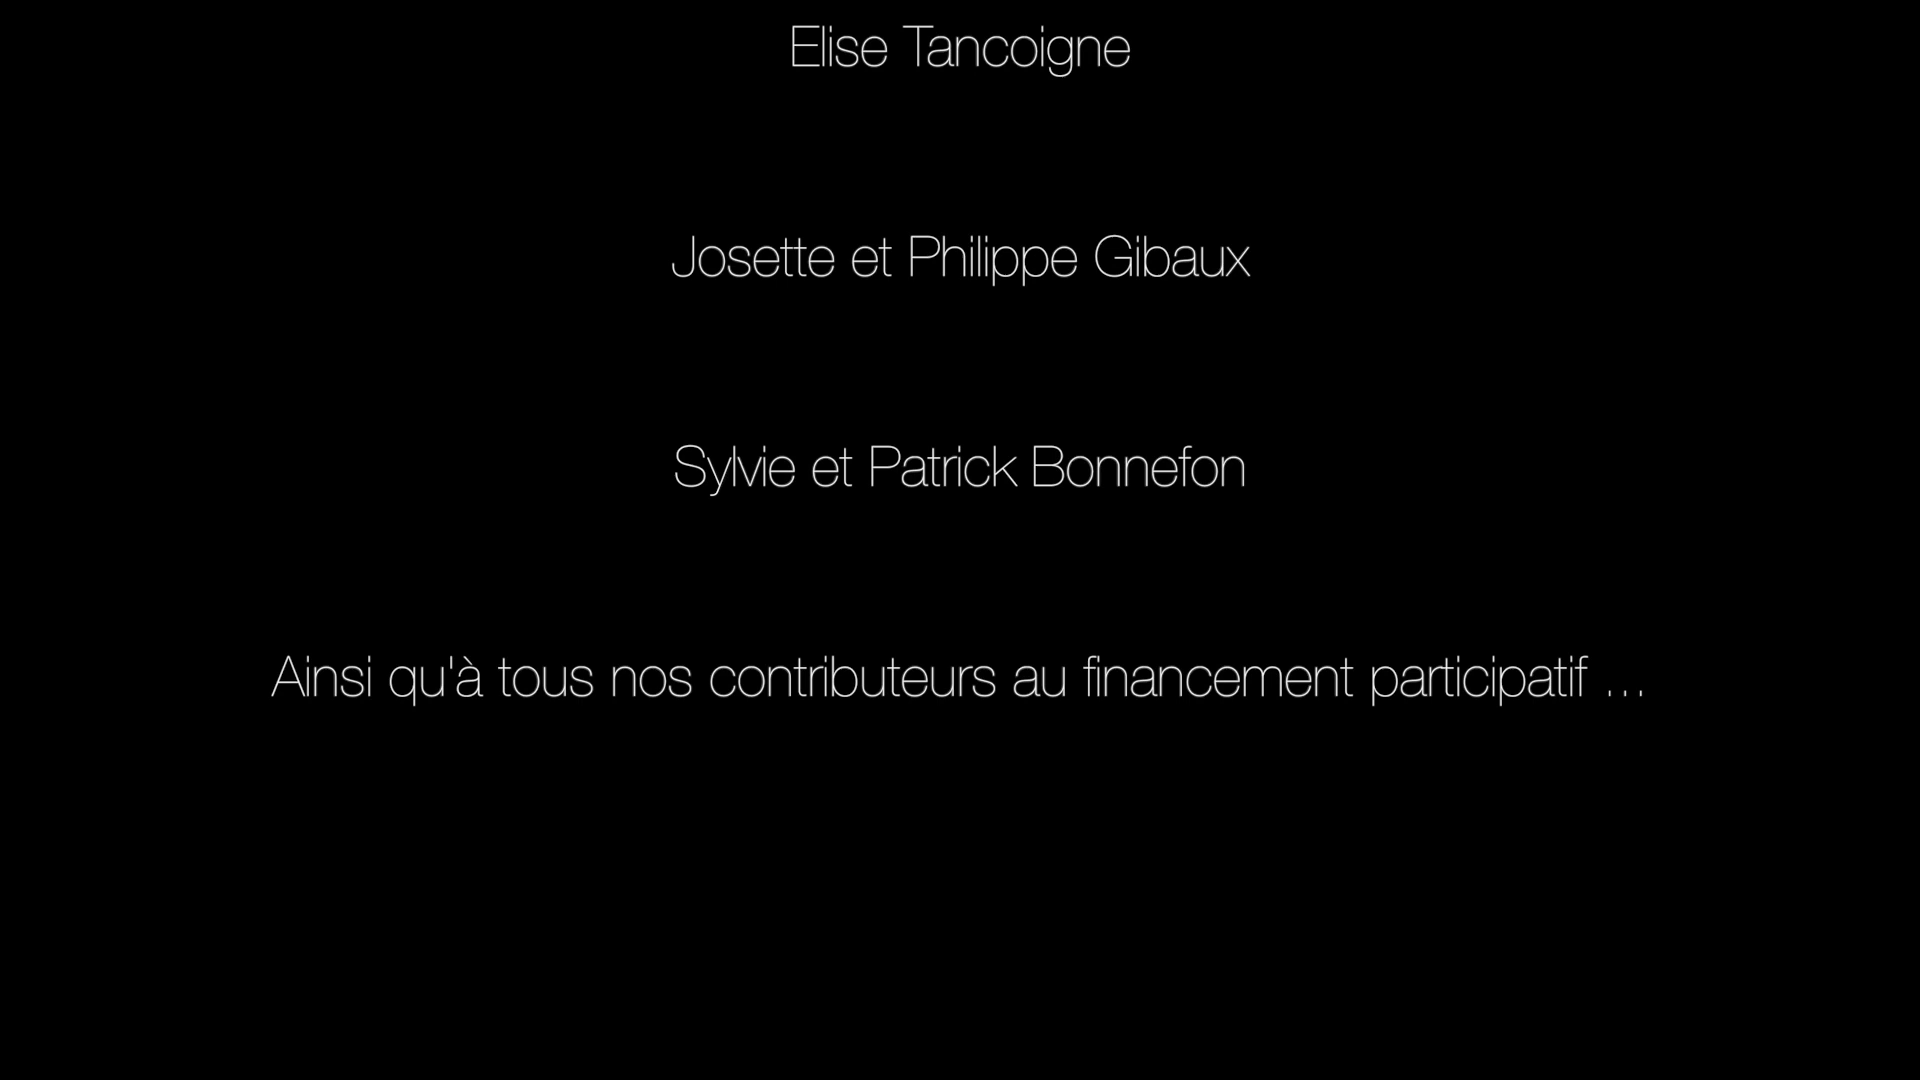 Elise Tancoigne
Josette et Philippe Gibaux
Sylvie et Patrick Bonnefon
Ainsi qu'à tous nos contributeurs au financement participatif ...